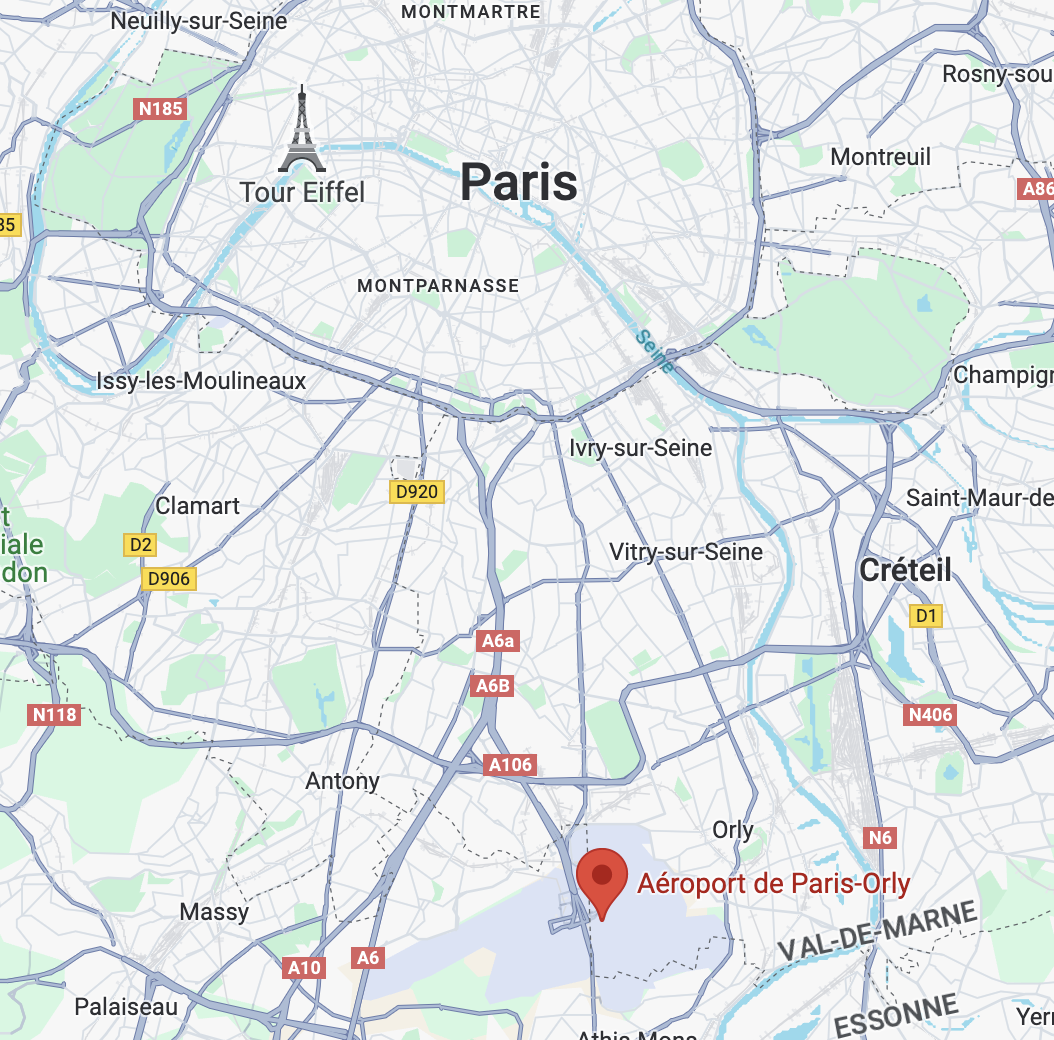 Neuilly-sur-Seine
MONTMARTRE
Rosny-sou
N185
Montreuil
Paris
A86
Tour Eiffel
35
MONTPARNASSE
Seine
Issy-les-Moulineaux
Champign
Ivry-sur-Seine
D920
Clamart
Saint-Maur-de
t
iale
don
D2
Vitry-sur-Seine
Créteil
D906
D1
A6a
A6B
N118
N406
A106
Antony
Orly
N6
Aéroport de Paris-Orly
Massy
VAL-DE-MARNE
A6
A10
Palaiseau
ESSONNE
Yerr
Athis-Mons